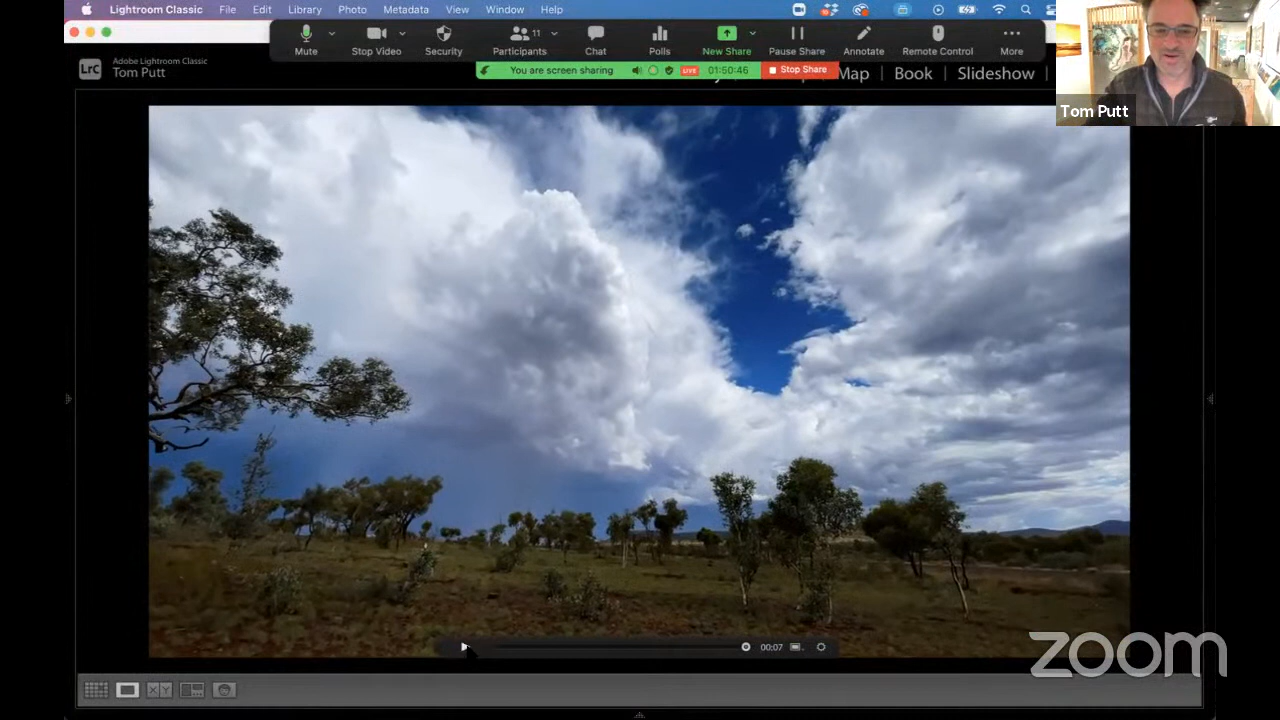 Lightroom Classic File Edit Library Photo Metadata View Window Help
Mute Stop Video Security Participants 11 Chat Polls New Share Pause Share Annotate Remote Control More
You are screen sharing LIVE 01:50:46 Stop Share
LrC Adobe Lightroom Classic
Tom Putt
Map | Book | Slideshow
Tom Putt
00:07
zoom
XY